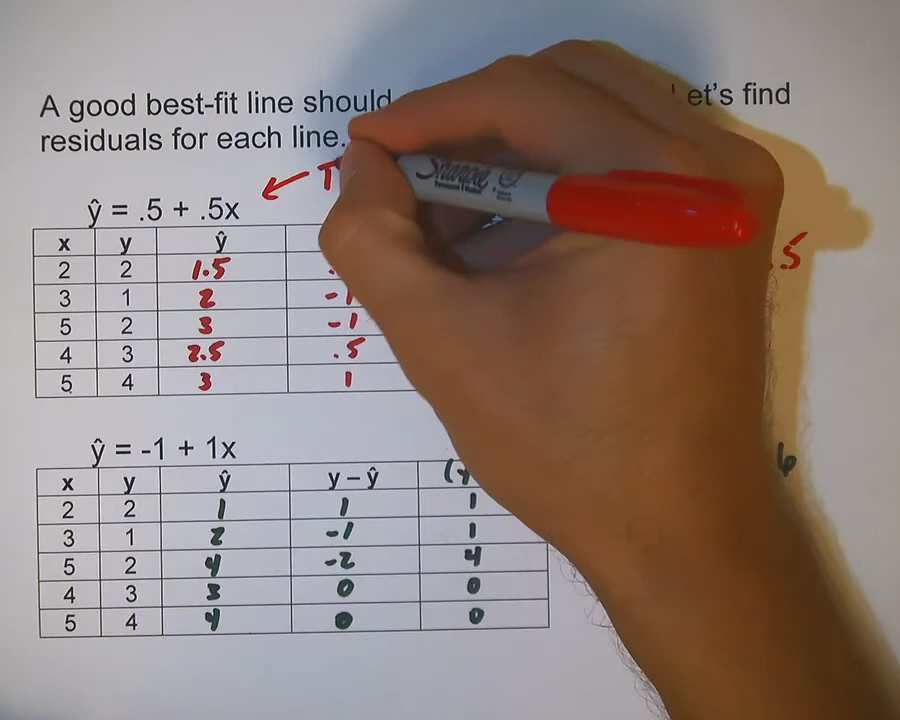 A good best-fit line should et's find
residuals for each line.
← T
ŷ = .5 + .5x
x y ŷ
2 2 1.5 .
3 1 2 -1
5 2 3 -1
4 3 2.5 .5
5 4 3 1
.5
Sharpie
ŷ = -1 + 1x
x y ŷ y – ŷ (y
2 2 1 1 1
3 1 2 -1 1
5 2 4 -2 4
4 3 3 0 0
5 4 4 0 0
6